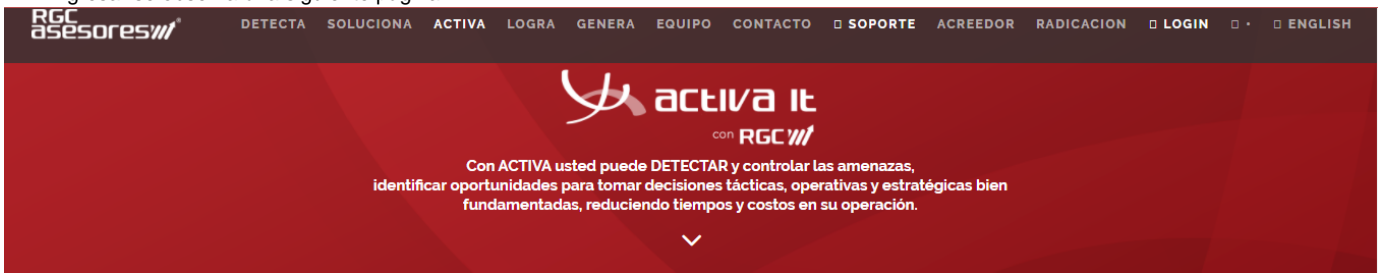 RGC
asesores
DETECTA SOLUCIONA ACTIVA LOGRA GENERA EQUIPO CONTACTO SOPORTE ACREEDOR RADICACION LOGIN ENGLISH
activa it
con RGC
Con ACTIVA usted puede DETECTAR y controlar las amenazas,
identificar oportunidades para tomar decisiones tácticas, operativas y estratégicas bien
fundamentadas, reduciendo tiempos y costos en su operación.